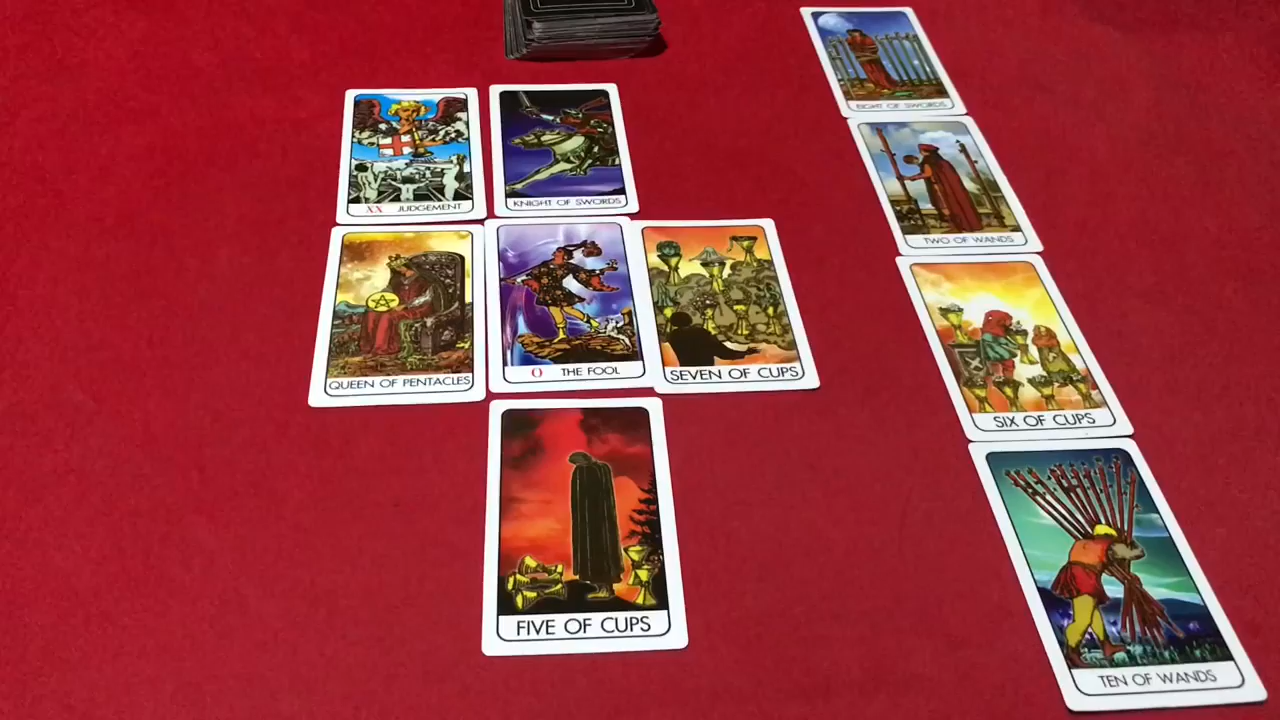 EIGHT OF SWORDS
XX JUDGEMENT
KNIGHT OF SWORDS
TWO OF WANDS
QUEEN OF PENTACLES
0 THE FOOL
SEVEN OF CUPS
SIX OF CUPS
FIVE OF CUPS
TEN OF WANDS